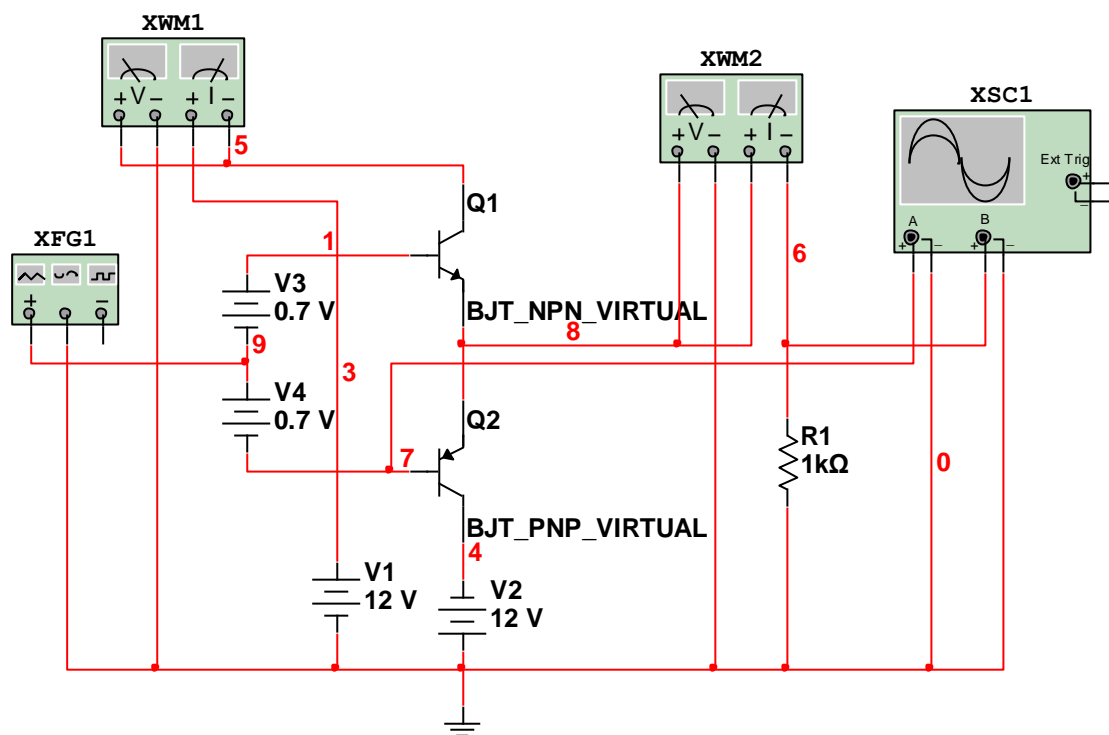 XWM1
+ V − + I −
5
XWM2
+ V − + I −
XSC1
Ext Trig
+
−
A
B
+ − + −
Q1
XFG1
+ −
1
6
V3
0.7 V
BJT_NPN_VIRTUAL
8
9
3
V4
0.7 V
Q2
R1
1kΩ
7
0
BJT_PNP_VIRTUAL
4
V1
12 V
V2
12 V